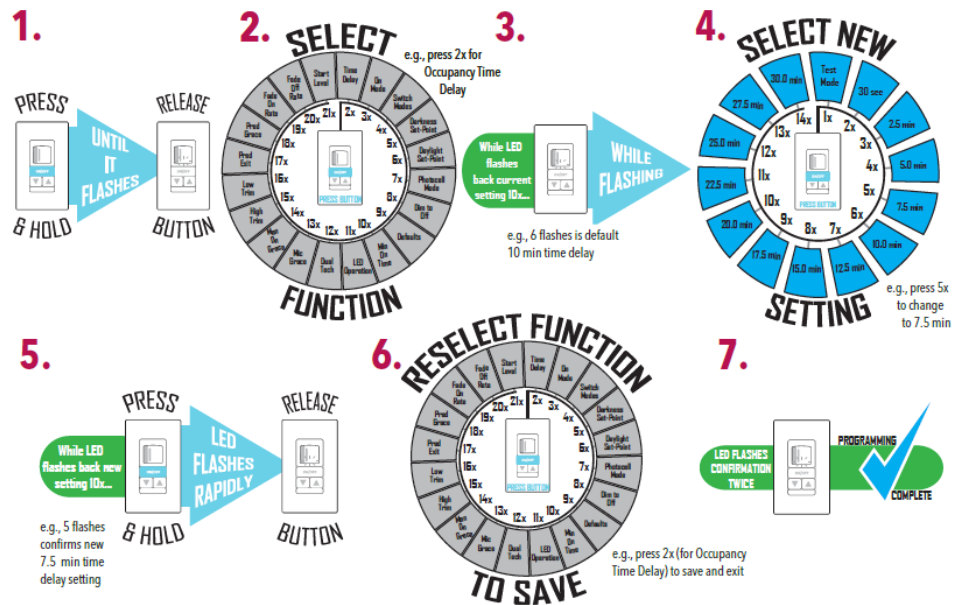 1.
PRESS
& HOLD
UNTIL
IT
FLASHES
RELEASE
BUTTON
2.
SELECT
FUNCTION
e.g., press 2x for
Occupancy Time
Delay
Time
Delay
On
Mode
Switch
Modes
Darkness
Set-Point
Daylight
Set-Point
Photocell
Mode
Dim to
Off
Defaults
Min
On
Time
LED
Operation
Dual
Tech
Mic
Grace
Man
On
Grace
High
Trim
Low
Trim
Pred
Exit
Pred
Grace
Fade
On
Rate
Fade
Off
Rate
Start
Level
2x
3x
4x
5x
6x
7x
8x
9x
10x
11x
12x
13x
14x
15x
16x
17x
18x
19x
20x
21x
PRESS BUTTON
3.
While LED
flashes
back current
setting 10x...
WHILE
FLASHING
e.g., 6 flashes is default
10 min time delay
4.
SELECT NEW
SETTING
Test
Mode
30 sec
2.5 min
5.0 min
7.5 min
10.0 min
12.5 min
15.0 min
17.5 min
20.0 min
22.5 min
25.0 min
27.5 min
30.0 min
1x
2x
3x
4x
5x
6x
7x
8x
9x
10x
11x
12x
13x
14x
PRESS BUTTON
e.g., press 5x
to change
to 7.5 min
5.
While LED
flashes back new
setting 10x...
PRESS
& HOLD
LED
FLASHES
RAPIDLY
RELEASE
BUTTON
e.g., 5 flashes
confirms new
7.5 min time
delay setting
6.
RESELECT FUNCTION
TO SAVE
Time
Delay
On
Mode
Switch
Modes
Darkness
Set-Point
Daylight
Set-Point
Photocell
Mode
Dim to
Off
Defaults
Min
On
Time
LED
Operation
Dual
Tech
Mic
Grace
Man
On
Grace
High
Trim
Low
Trim
Pred
Exit
Pred
Grace
Fade
On
Rate
Fade
Off
Rate
Start
Level
2x
3x
4x
5x
6x
7x
8x
9x
10x
11x
12x
13x
14x
15x
16x
17x
18x
19x
20x
21x
PRESS BUTTON
e.g., press 2x (for Occupancy
Time Delay) to save and exit
7.
LED FLASHES
CONFIRMATION
TWICE
PROGRAMMING
COMPLETE